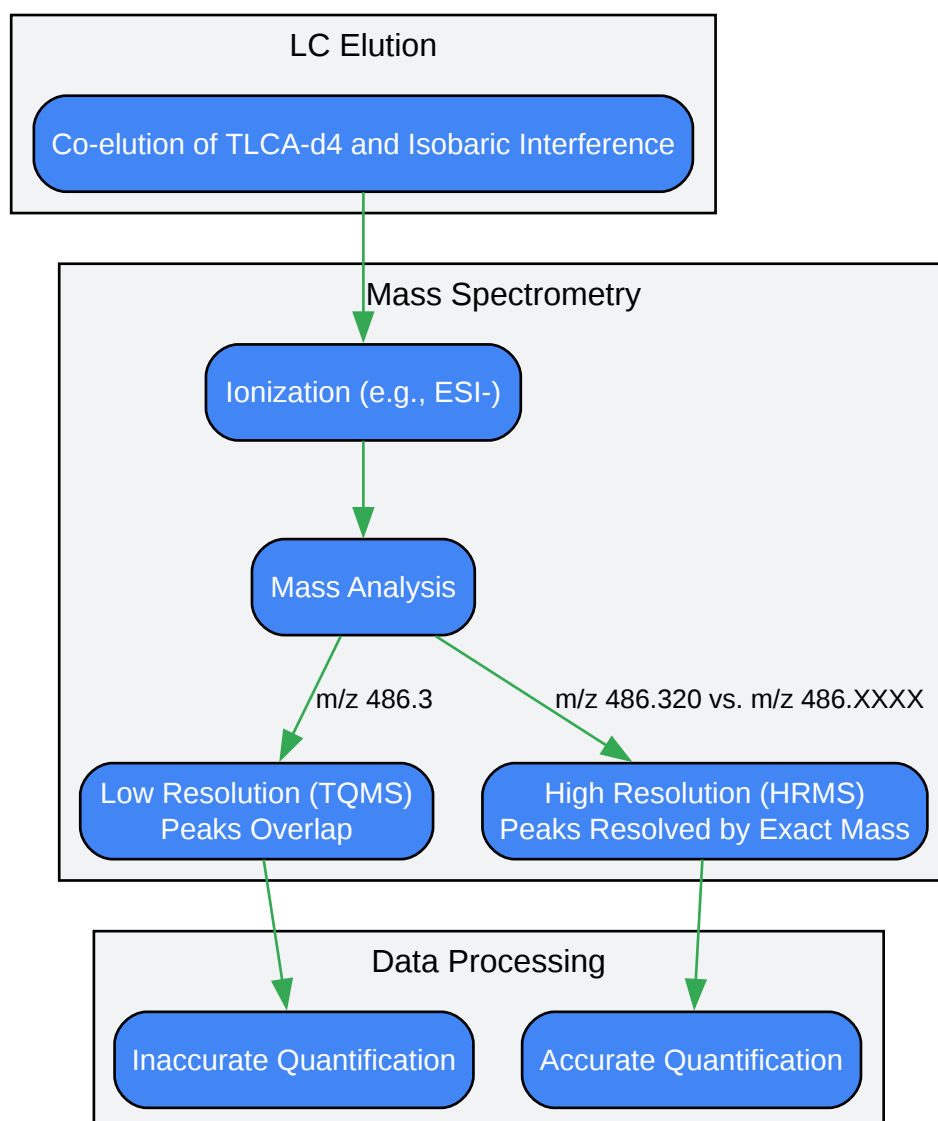 LC Elution
Co-elution of TLCA-d4 and Isobaric Interference
Mass Spectrometry
Ionization (e.g., ESI-)
Mass Analysis
m/z 486.3
m/z 486.320 vs. m/z 486.XXXX
Low Resolution (TQMS)
Peaks Overlap
High Resolution (HRMS)
Peaks Resolved by Exact Mass
Data Processing
Inaccurate Quantification
Accurate Quantification